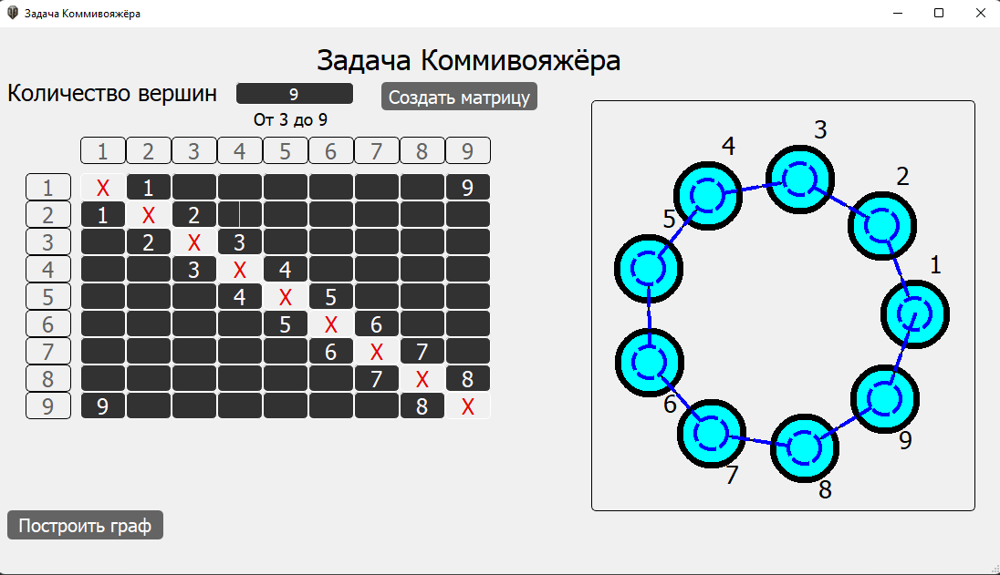 Задача Коммивояжёра
Задача Коммивояжёра
Количество вершин 9 Создать матрицу
От 3 до 9
1 2 3 4 5 6 7 8 9
1 X 1 9
2 1 X 2
3 2 X 3
4 3 X 4
5 4 X 5
6 5 X 6
7 6 X 7
8 7 X 8
9 9 8 X
3
4
2
5
1
6
9
7
8
Построить граф